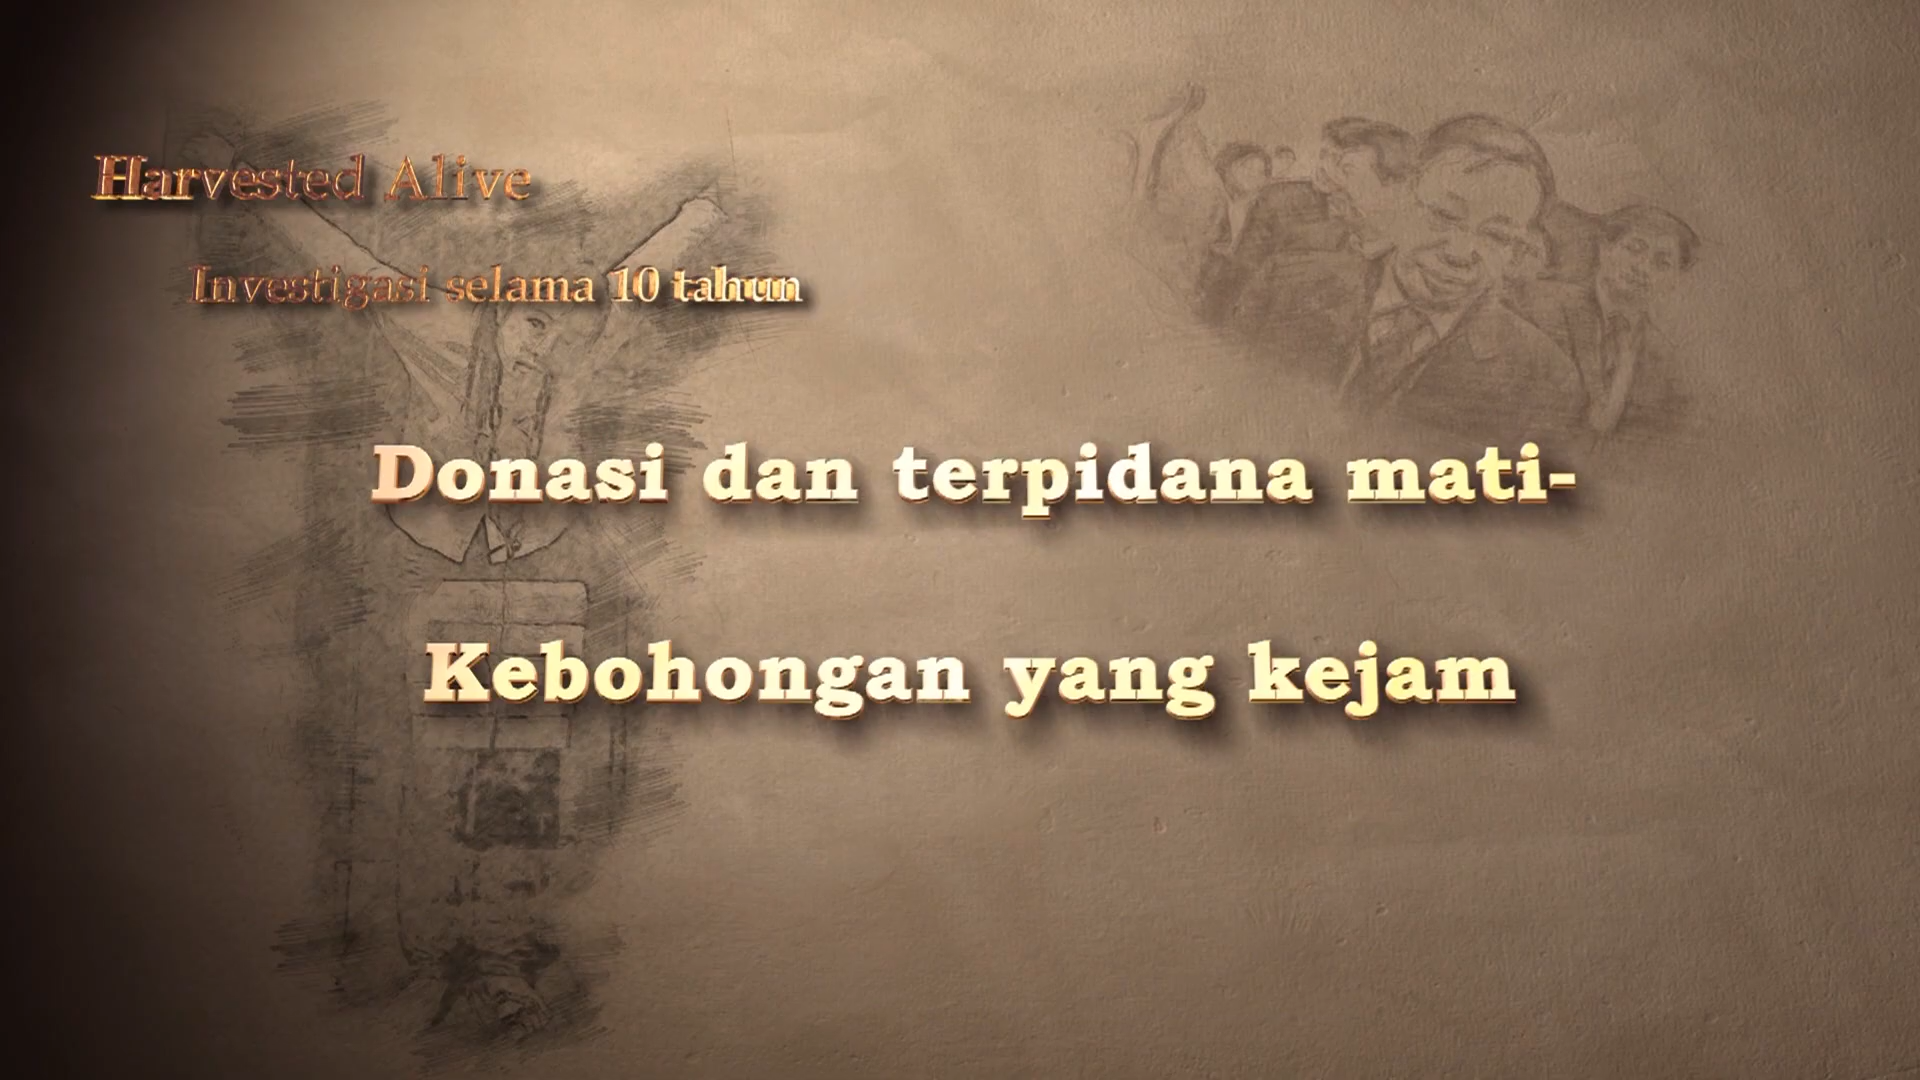 Harvested Alive
Investigasi selama 10 tahun
Donasi dan terpidana mati-
Kebohongan yang kejam